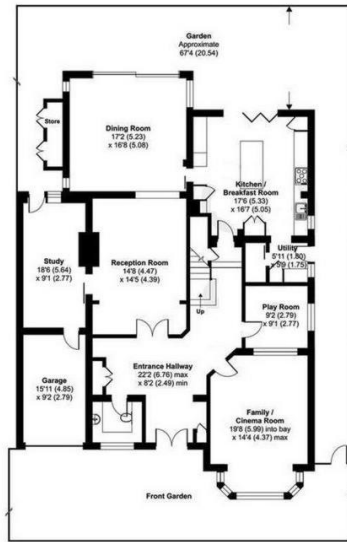 Garden
Approximate
67'4 (20.54)
Store
Dining Room
17'2 (5.23)
x 16'8 (5.08)
Kitchen /
Breakfast Room
17'6 (5.33)
x 16'7 (5.05)
Study
18'6 (5.64)
x 9'1 (2.77)
Reception Room
14'8 (4.47)
x 14'5 (4.39)
Utility
5'11 (1.80)
x 5'9 (1.75)
Up
Play Room
9'2 (2.79)
x 9'1 (2.77)
Garage
15'11 (4.85)
x 9'2 (2.79)
Entrance Hallway
22'2 (6.76) max
x 8'2 (2.49) min
Family /
Cinema Room
19'8 (5.99) into bay
x 14'4 (4.37) max
Front Garden